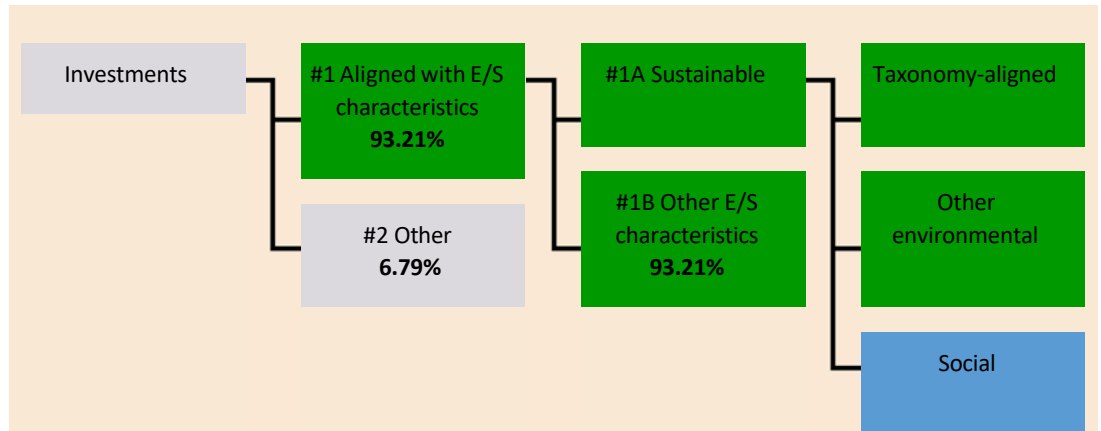 Investments
#1 Aligned with E/S
characteristics
93.21%
#2 Other
6.79%
#1A Sustainable
#1B Other E/S
characteristics
93.21%
Taxonomy-aligned
Other
environmental
Social